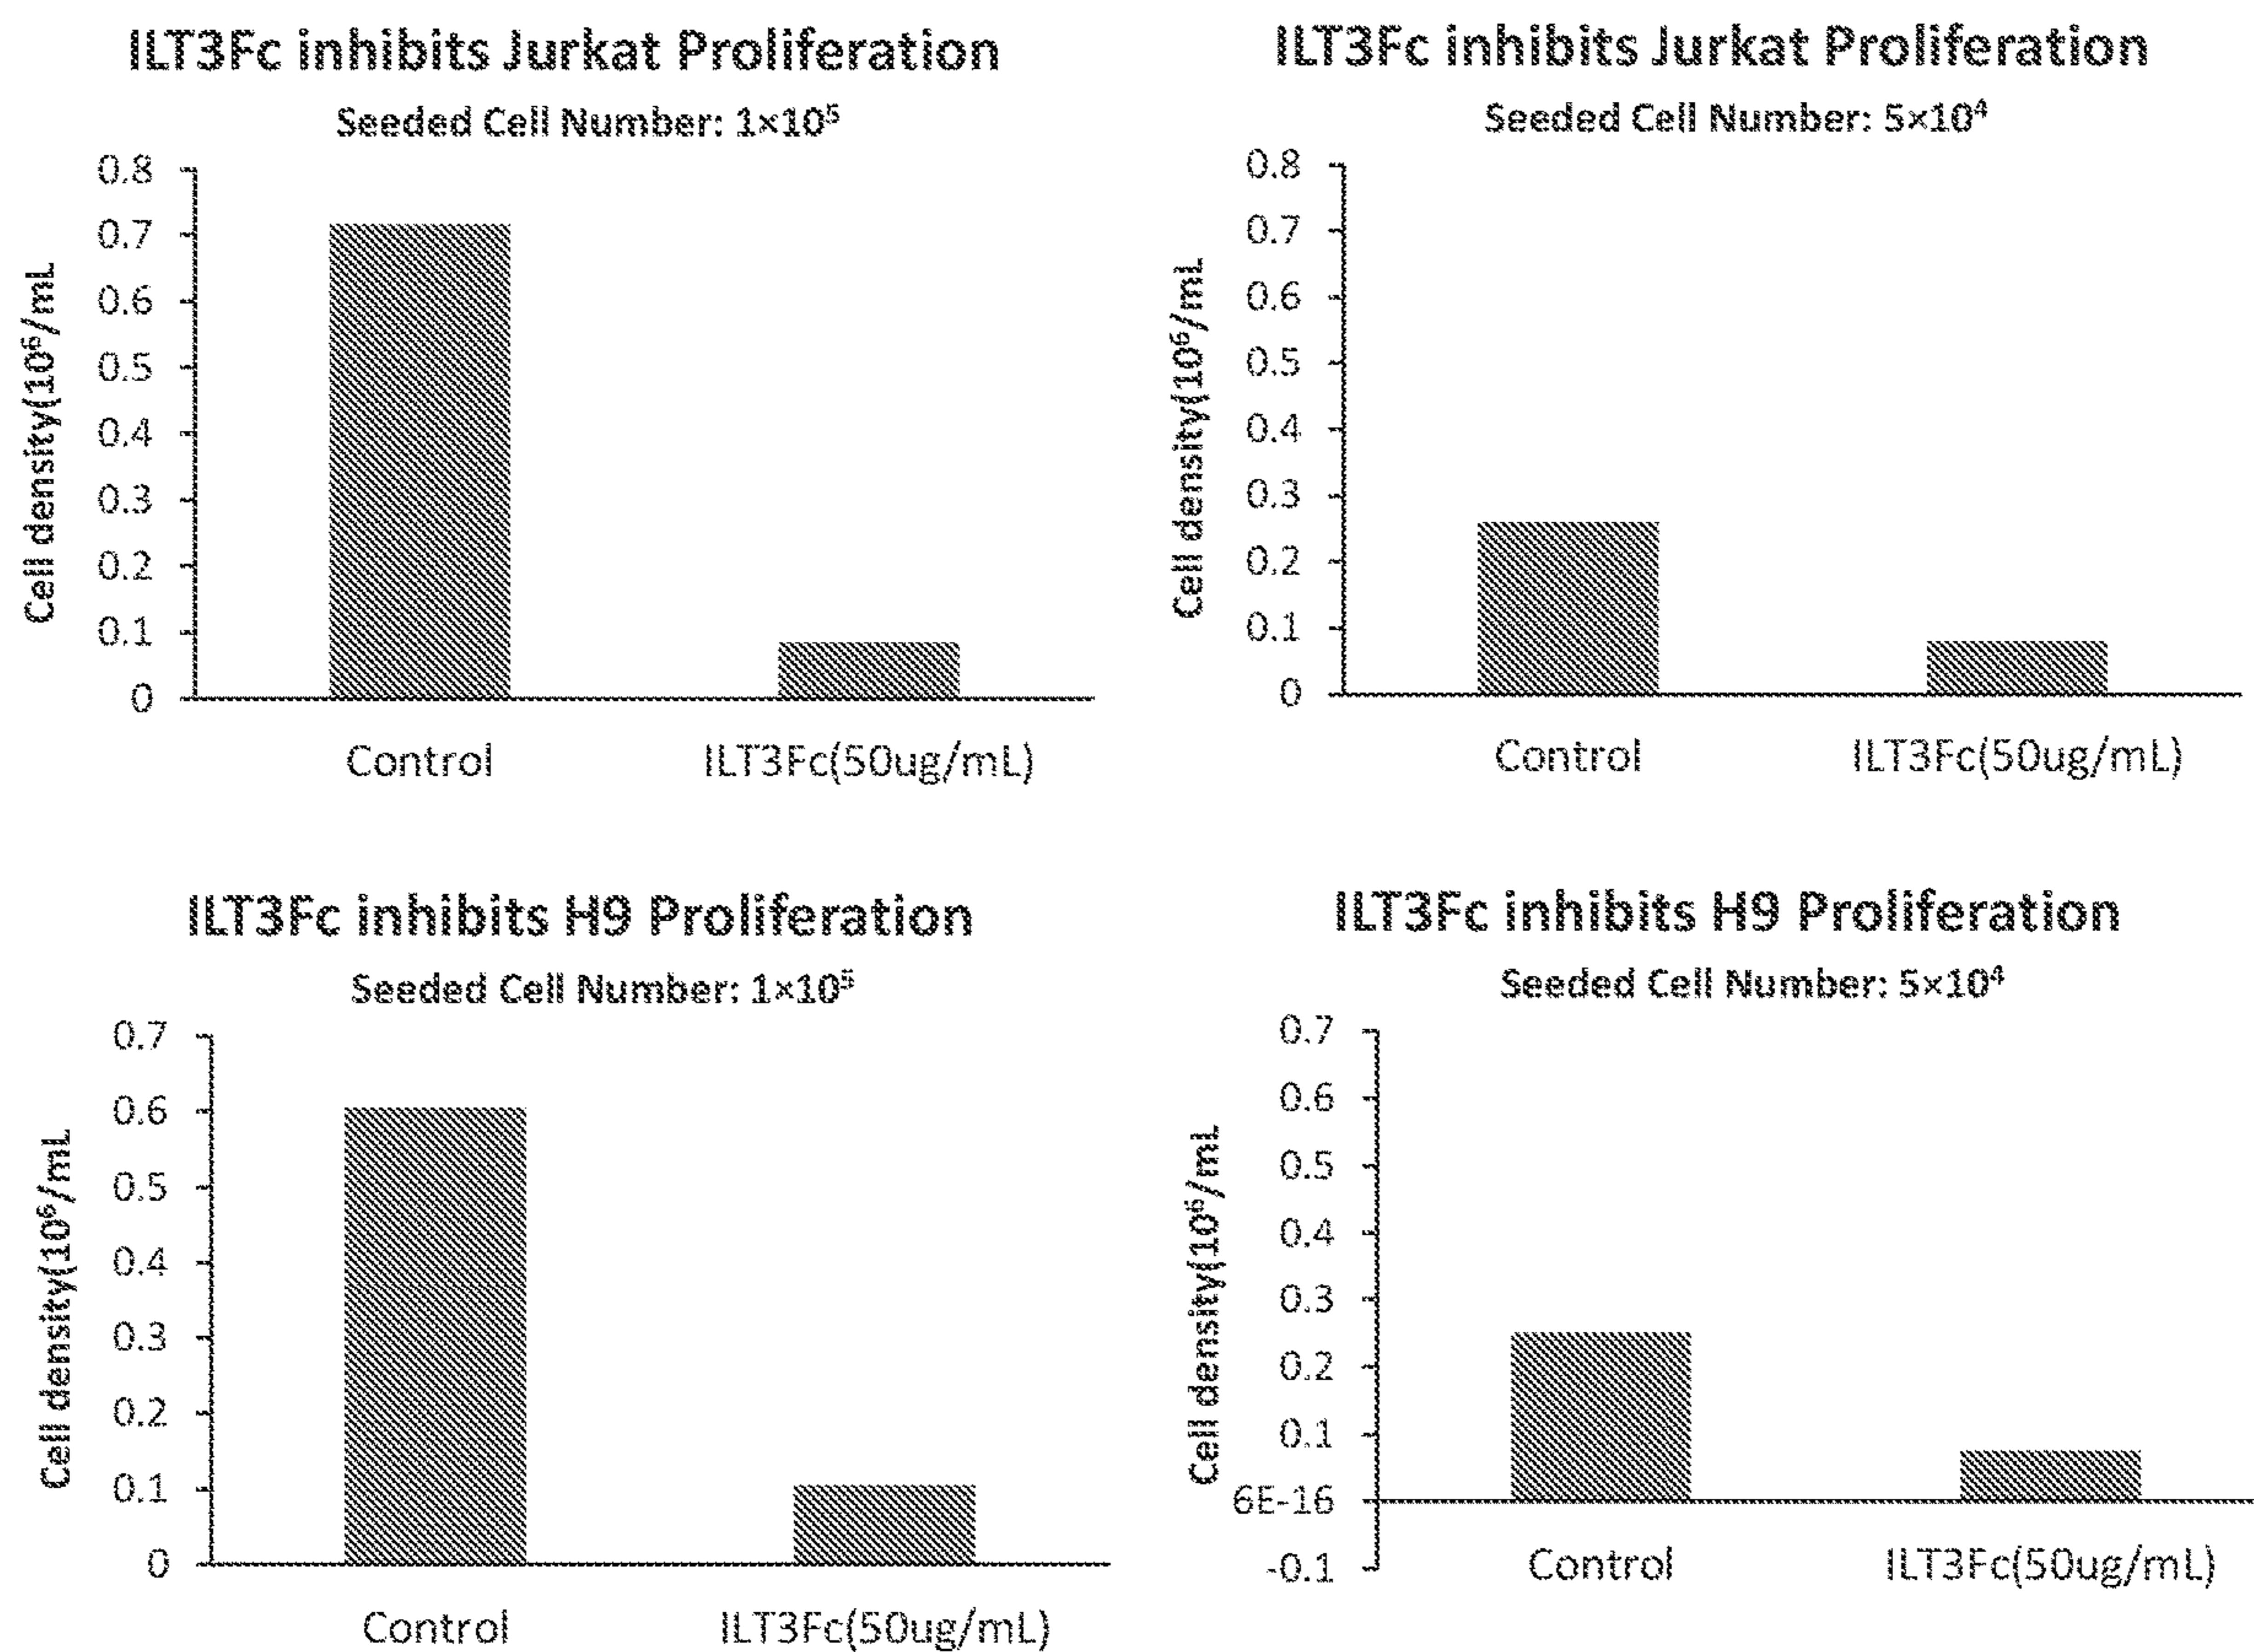 ILT3Fc inhibits Jurkat Proliferation
Seeded Cell Number: 1×10⁵
Cell density(10⁶/mL
0.8
0.7
0.6
0.5
0.4
0.3
0.2
0.1
0
Control
ILT3Fc(50ug/mL)
ILT3Fc inhibits Jurkat Proliferation
Seeded Cell Number: 5×10⁴
Cell density(10⁶/mL
0.8
0.7
0.6
0.5
0.4
0.3
0.2
0.1
0
Control
ILT3Fc(50ug/mL)
ILT3Fc inhibits H9 Proliferation
Seeded Cell Number: 1×10⁵
Cell density(10⁶/mL
0.7
0.6
0.5
0.4
0.3
0.2
0.1
0
Control
ILT3Fc(50ug/mL)
ILT3Fc inhibits H9 Proliferation
Seeded Cell Number: 5×10⁴
Cell density(10⁶/mL
0.7
0.6
0.5
0.4
0.3
0.2
0.1
6E-16
-0.1
Control
ILT3Fc(50ug/mL)